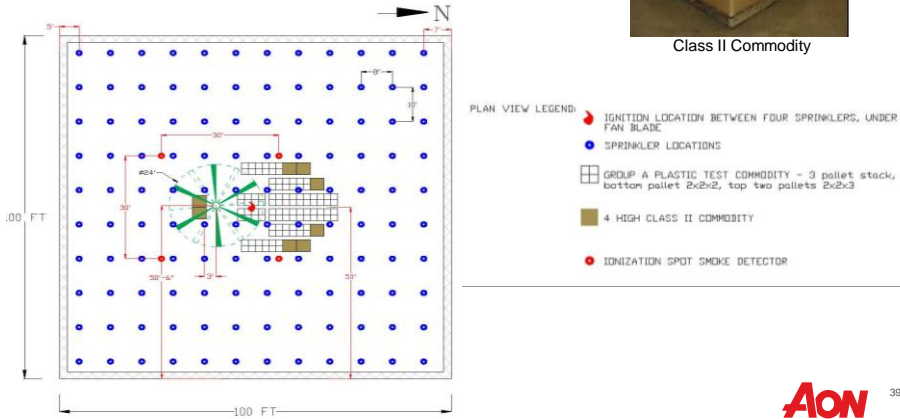 N
5'
7'
Class II Commodity
8'
10'
PLAN VIEW LEGEND:
IGNITION LOCATION BETWEEN FOUR SPRINKLERS, UNDER
FAN BLADE
SPRINKLER LOCATIONS
30'
ø24'
GROUP A PLASTIC TEST COMMODITY - 3 pallet stack,
bottom pallet 2x2x2, top two pallets 2x2x3
30'
00 FT
4 HIGH CLASS II COMMODITY
IONIZATION SPOT SMOKE DETECTOR
3'
50'-6"
51'
100 FT
AON
39